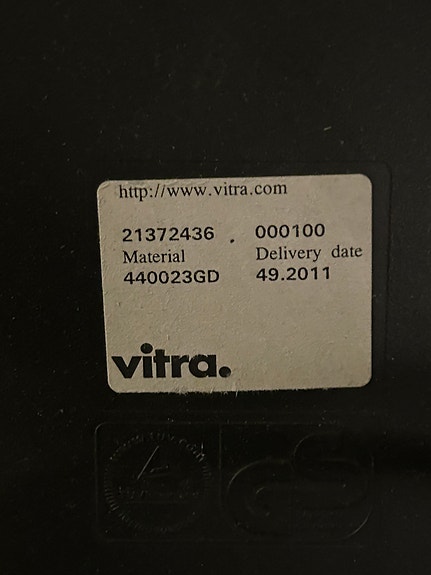 http://www.vitra.com
21372436 . 000100
Material Delivery date
440023GD 49.2011
vitra.